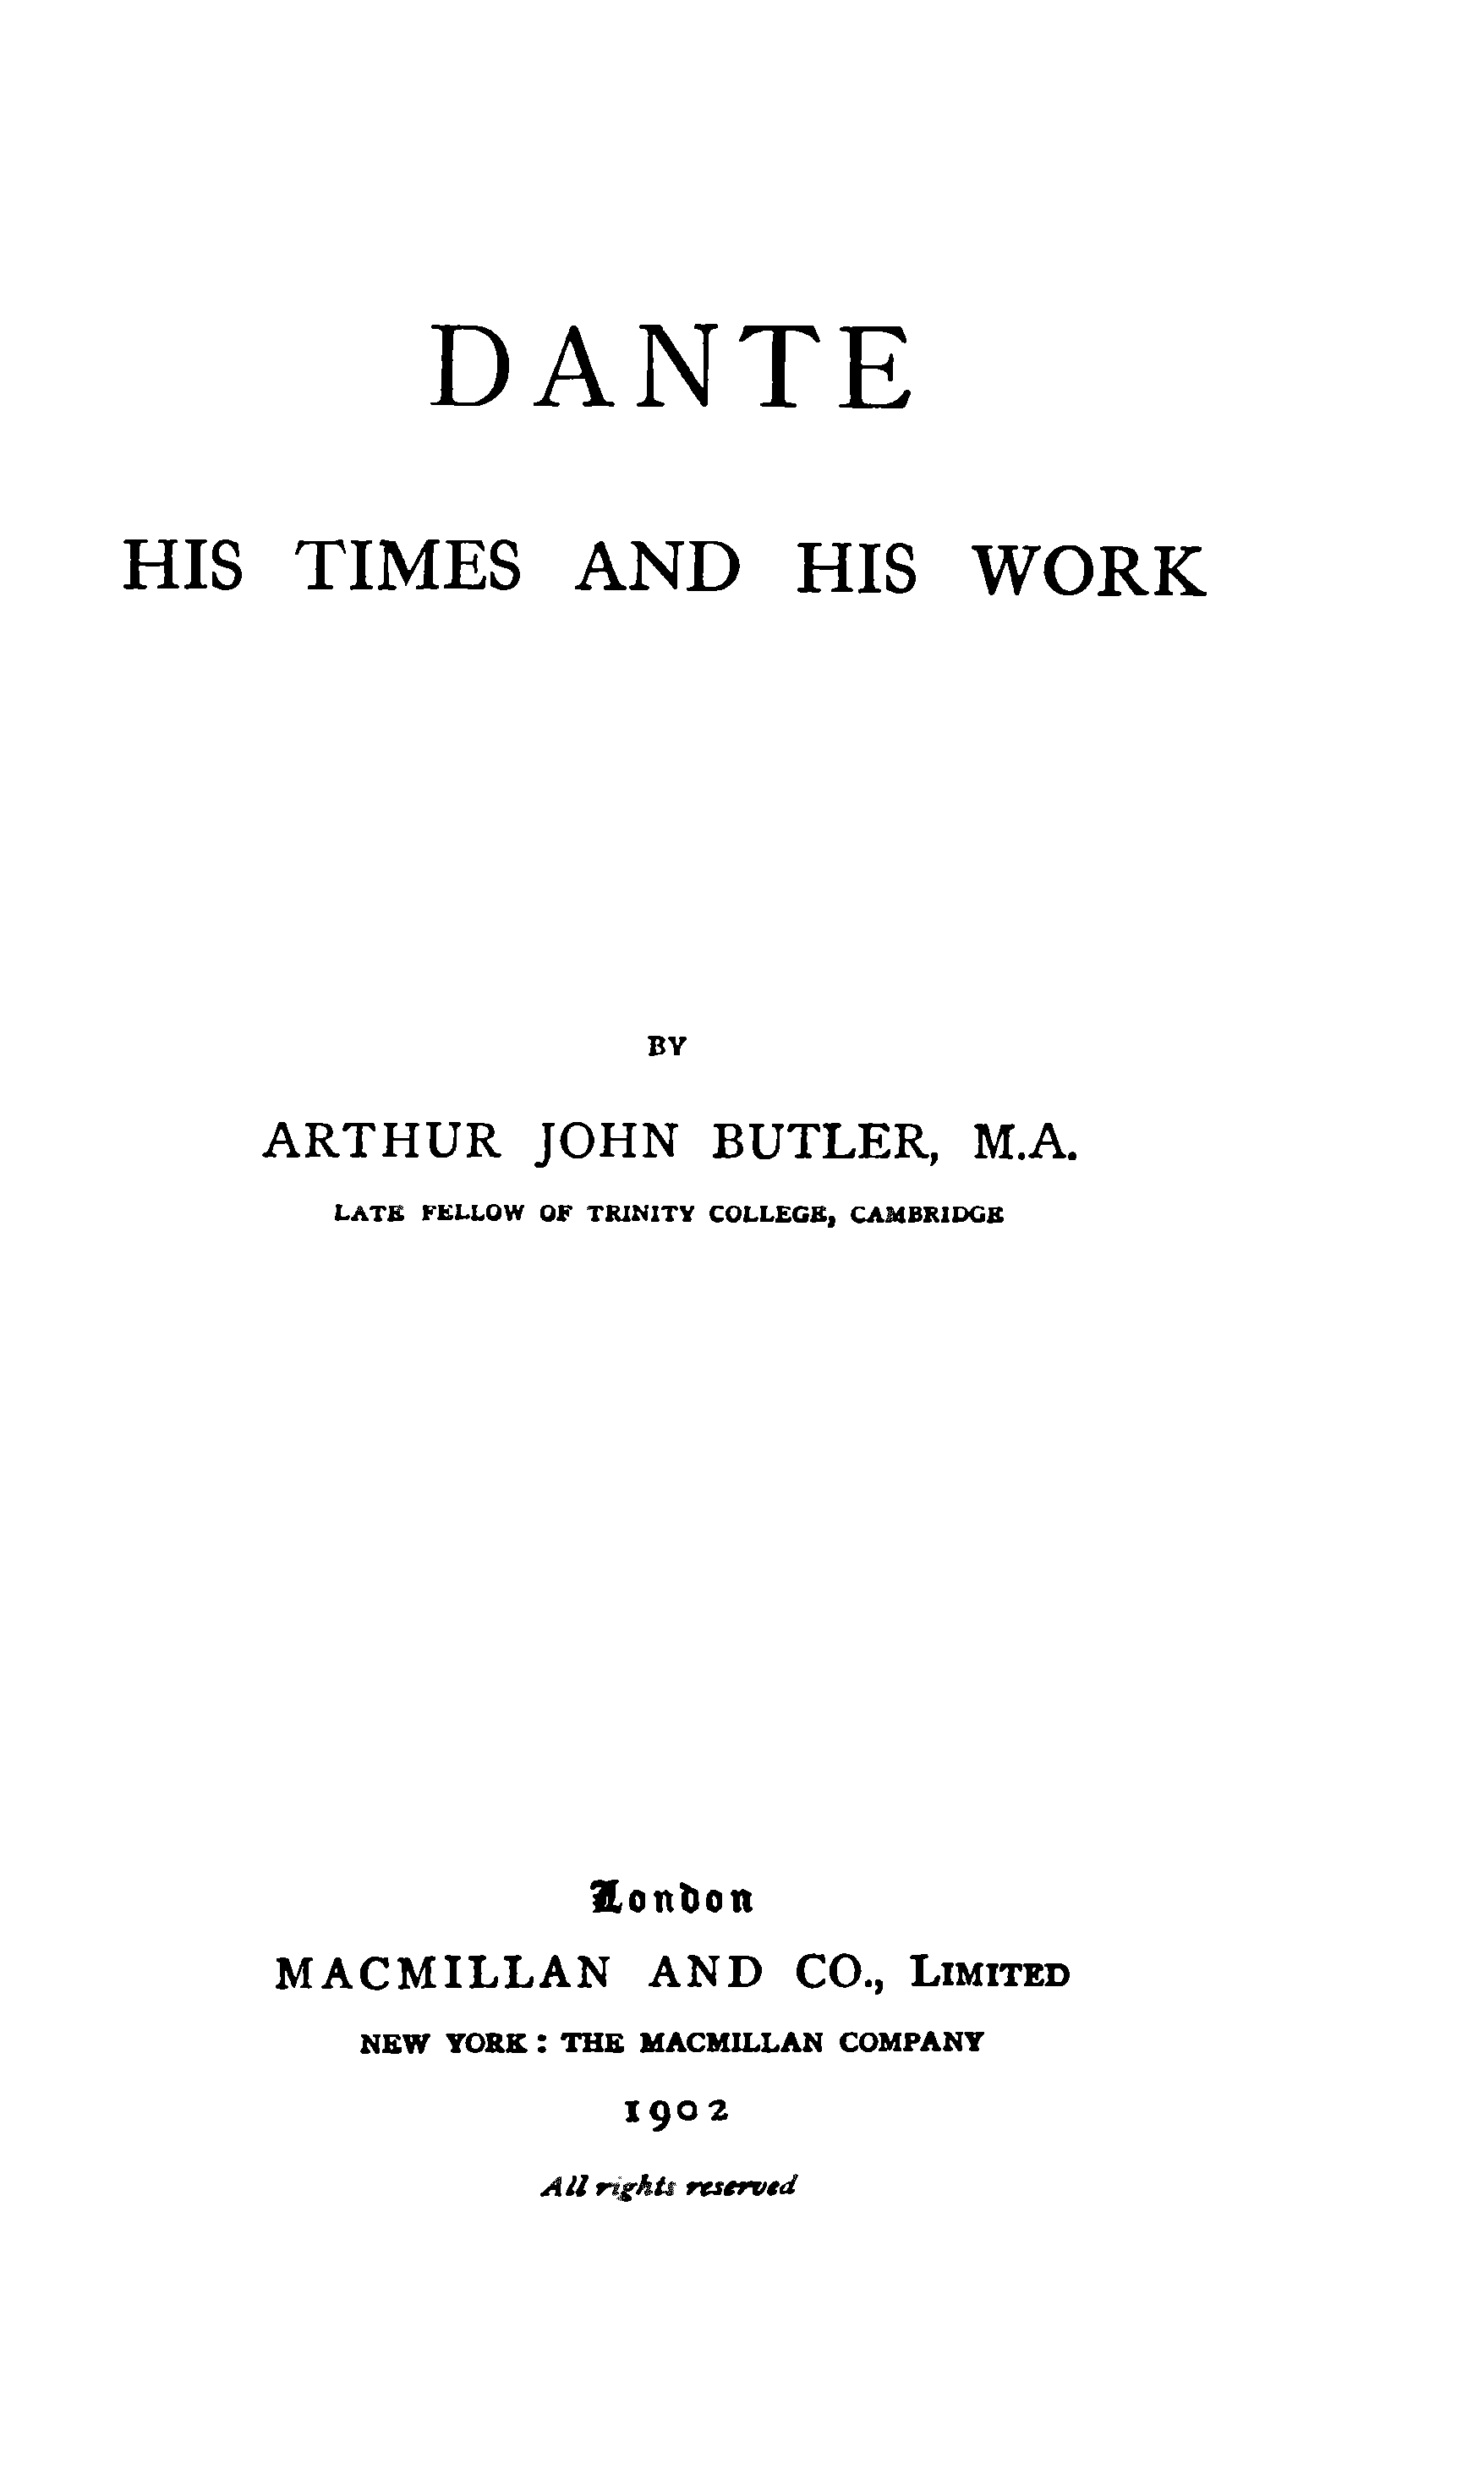 DANTE
HIS TIMES AND HIS WORK
BY
ARTHUR JOHN BUTLER, M.A.
LATE FELLOW OF TRINITY COLLEGE, CAMBRIDGE
London
MACMILLAN AND CO., LIMITED
NEW YORK : THE MACMILLAN COMPANY
1902
All rights reserved